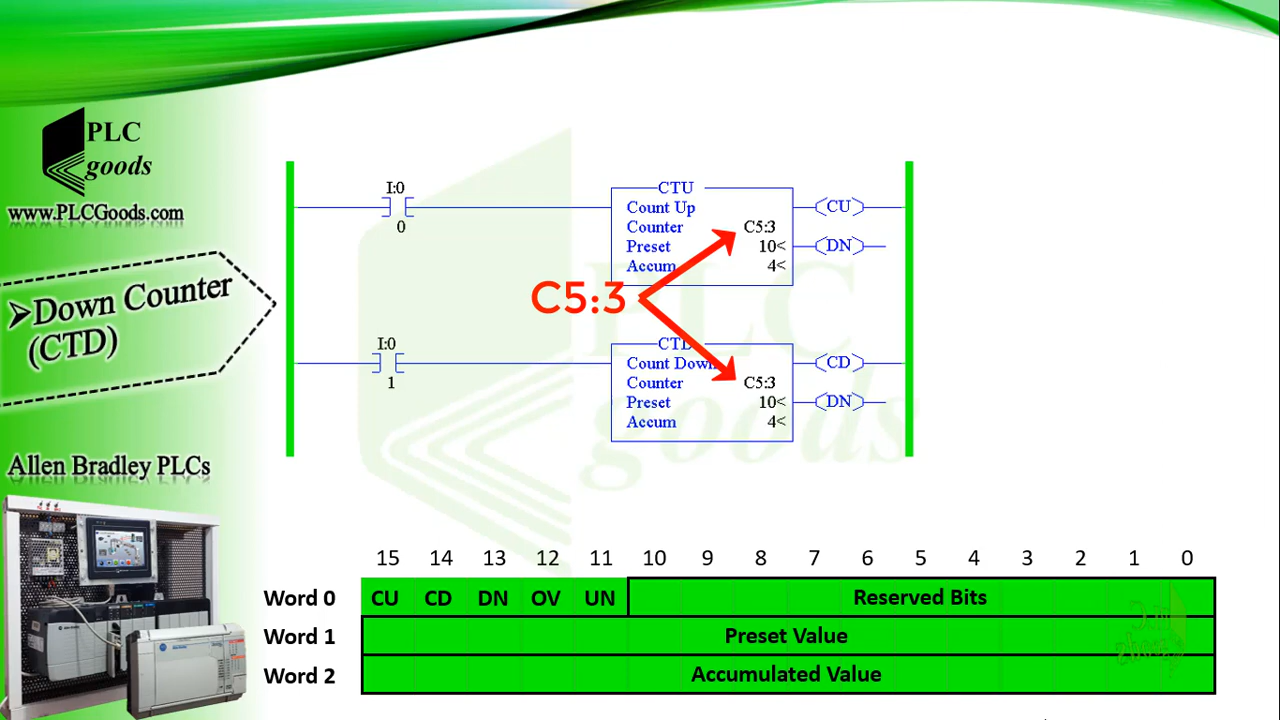 PLC
goods
www.PLCGoods.com
➤Down Counter
(CTD)
Allen Bradley PLCs
I:0
0
CTU
Count Up
Counter C5:3
Preset 10<
Accum 4<
CU
DN
C5:3
I:0
1
CTD
Count Down
Counter C5:3
Preset 10<
Accum 4<
CD
DN
PLC
goods
15 14 13 12 11 10 9 8 7 6 5 4 3 2 1 0
Word 0 CU CD DN OV UN Reserved Bits
Word 1 Preset Value
Word 2 Accumulated Value